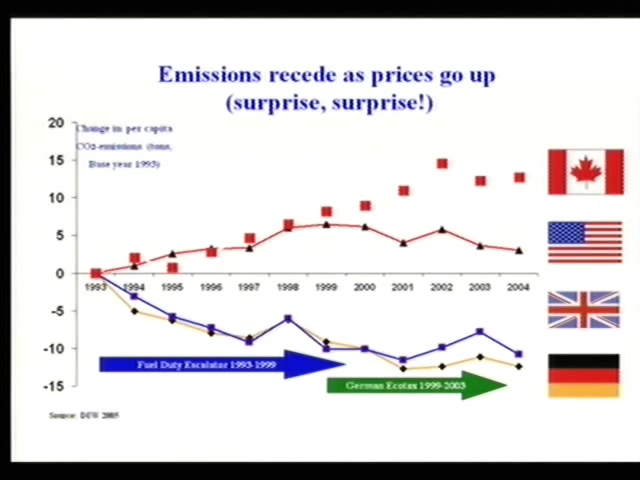 Emissions recede as prices go up
(surprise, surprise!)
20
Change in per capita
CO2-emissions (tons,
Base year 1993)
15
10
5
0
1993 1994 1995 1996 1997 1998 1999 2000 2001 2002 2003 2004
-5
-10
Fuel Duty Escalator 1993-1999
-15
German Ecotax 1999-2003
Source: DIW 2005